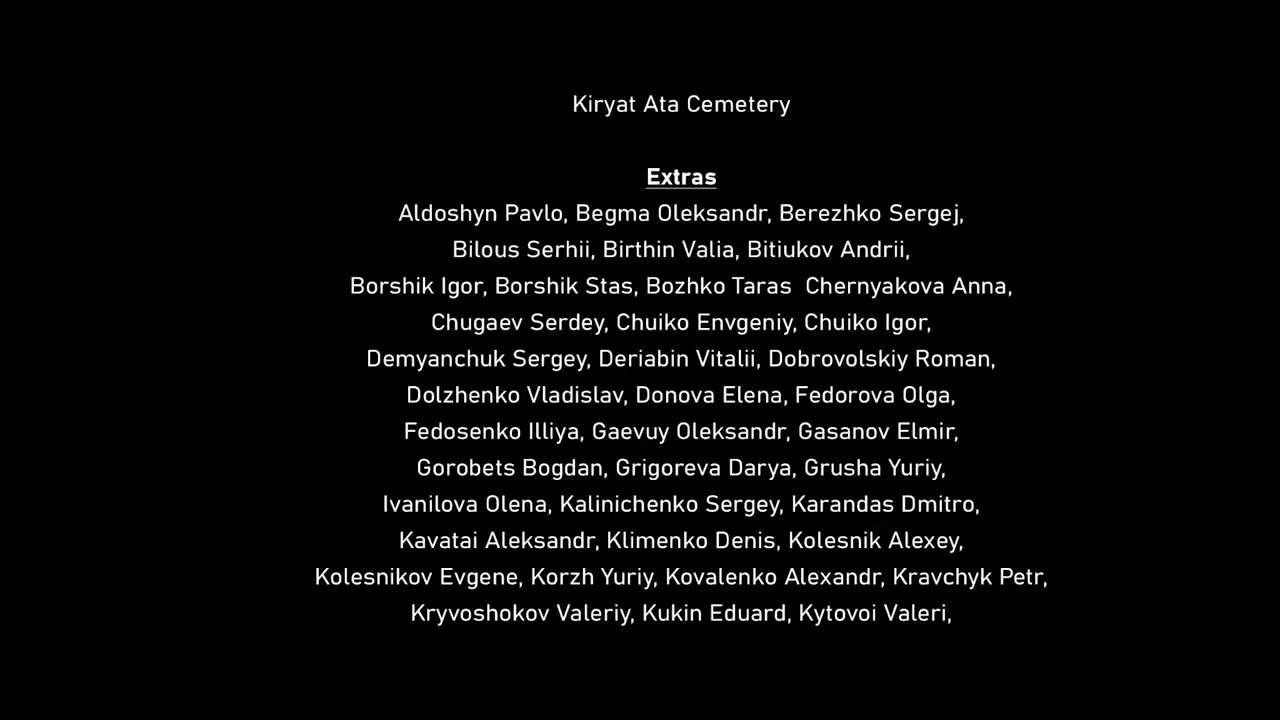 Kiryat Ata Cemetery
Extras
Aldoshyn Pavlo, Begma Oleksandr, Berezhko Sergej,
Bilous Serhii, Birthin Valia, Bitiukov Andrii,
Borshik Igor, Borshik Stas, Bozhko Taras  Chernyakova Anna,
Chugaev Serdey, Chuiko Envgeniy, Chuiko Igor,
Demyanchuk Sergey, Deriabin Vitalii, Dobrovolskiy Roman,
Dolzhenko Vladislav, Donova Elena, Fedorova Olga,
Fedosenko Illiya, Gaevuy Oleksandr, Gasanov Elmir,
Gorobets Bogdan, Grigoreva Darya, Grusha Yuriy,
Ivanilova Olena, Kalinichenko Sergey, Karandas Dmitro,
Kavatai Aleksandr, Klimenko Denis, Kolesnik Alexey,
Kolesnikov Evgene, Korzh Yuriy, Kovalenko Alexandr, Kravchyk Petr,
Kryvoshokov Valeriy, Kukin Eduard, Kytovoi Valeri,